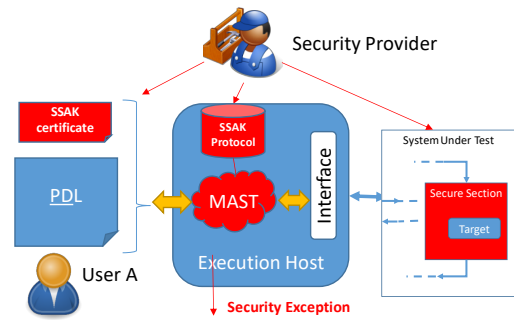 Security Provider
SSAK
certificate
SSAK
Protocol
System Under Test
PDL
MAST
Interface
Secure Section
Target
User A
Execution Host
Security Exception